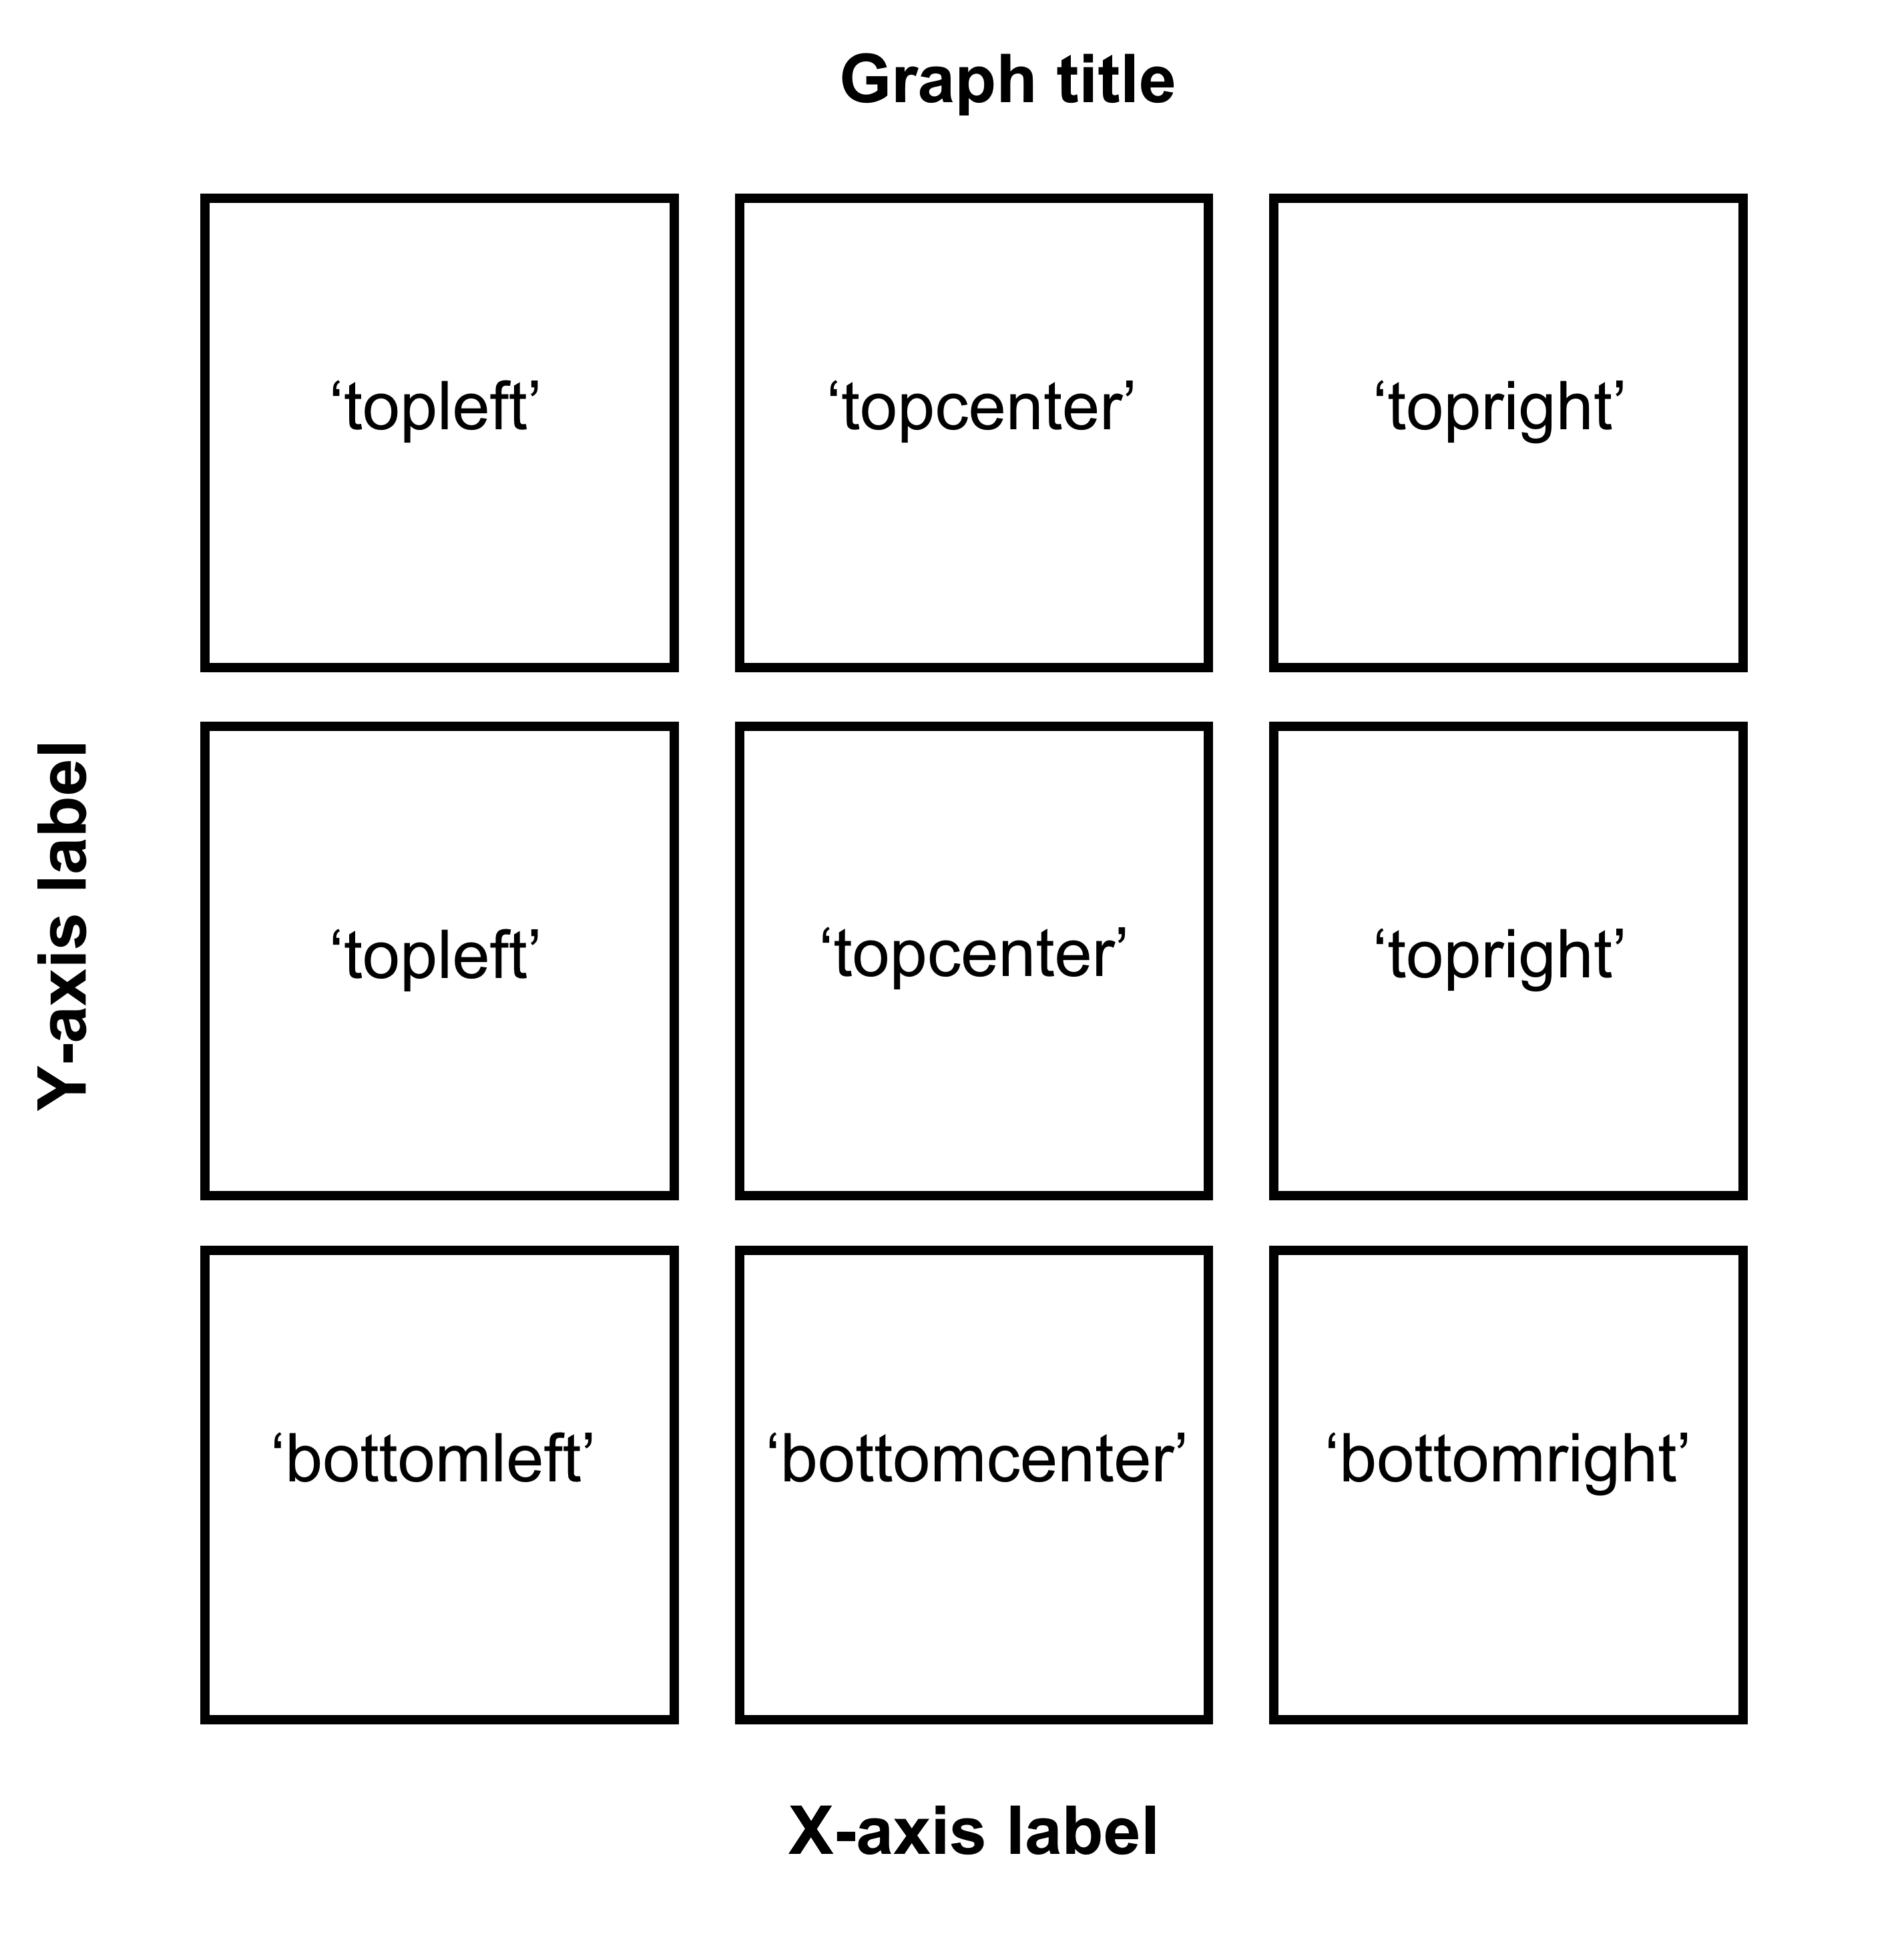 Graph title
‘topleft’ ‘topcenter’ ‘topright’
Y-axis label
‘topleft’ ‘topcenter’ ‘topright’
‘bottomleft’ ‘bottomcenter’ ‘bottomright’
X-axis label